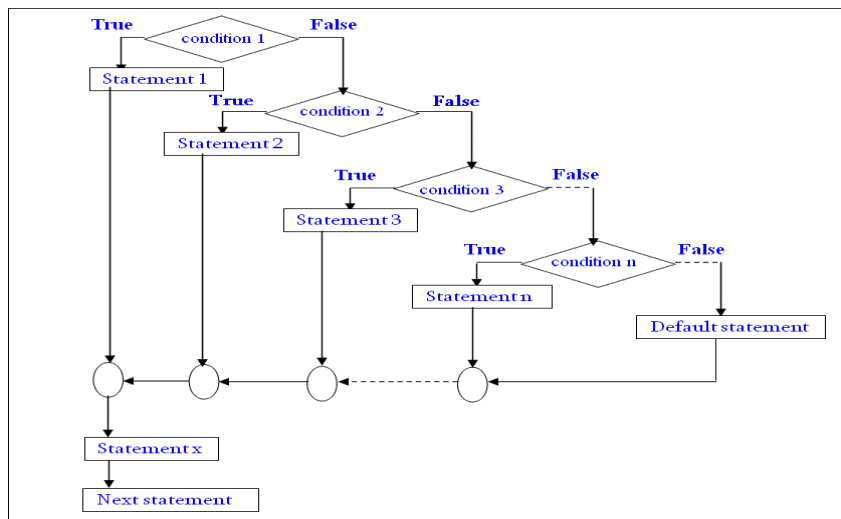 True
condition 1
False
Statement 1
True
condition 2
False
Statement 2
True
condition 3
False
Statement 3
True
condition n
False
Statement n
Default statement
Statement x
Next statement